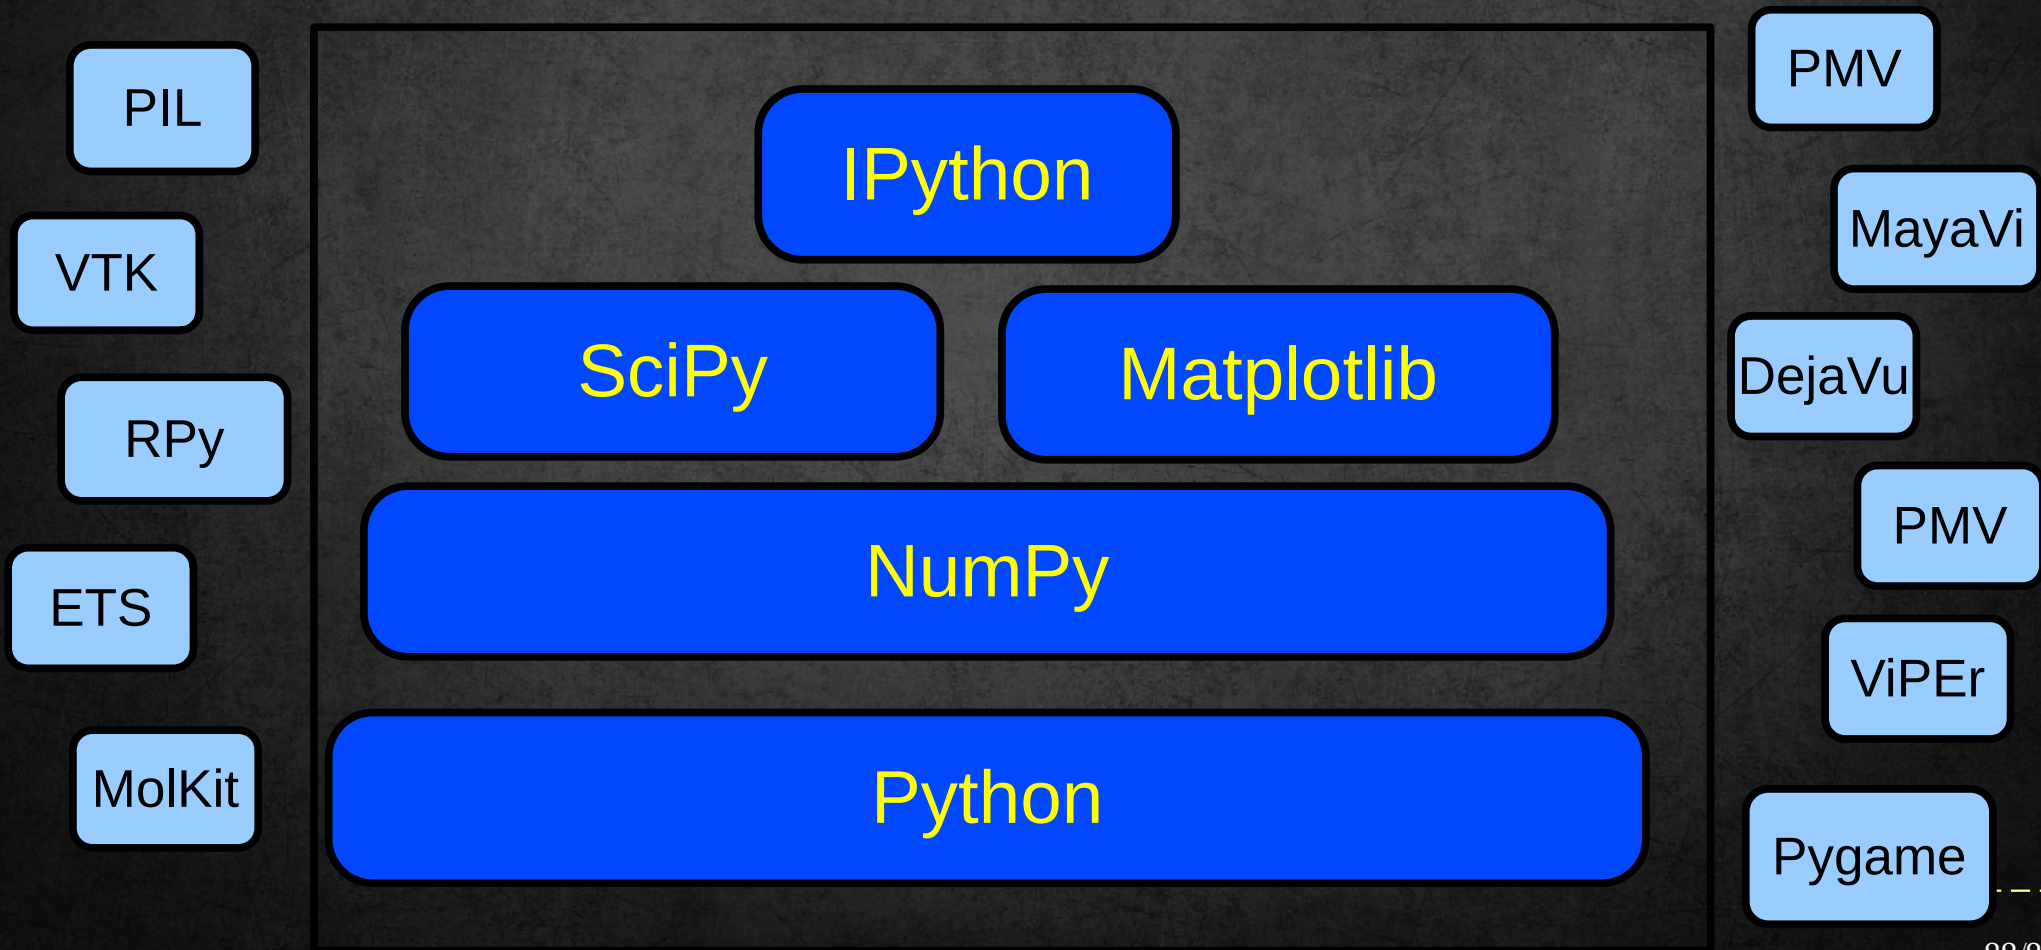 PIL
VTK
RPy
ETS
MolKit
IPython
SciPy
Matplotlib
NumPy
Python
PMV
MayaVi
DejaVu
PMV
ViPEr
Pygame